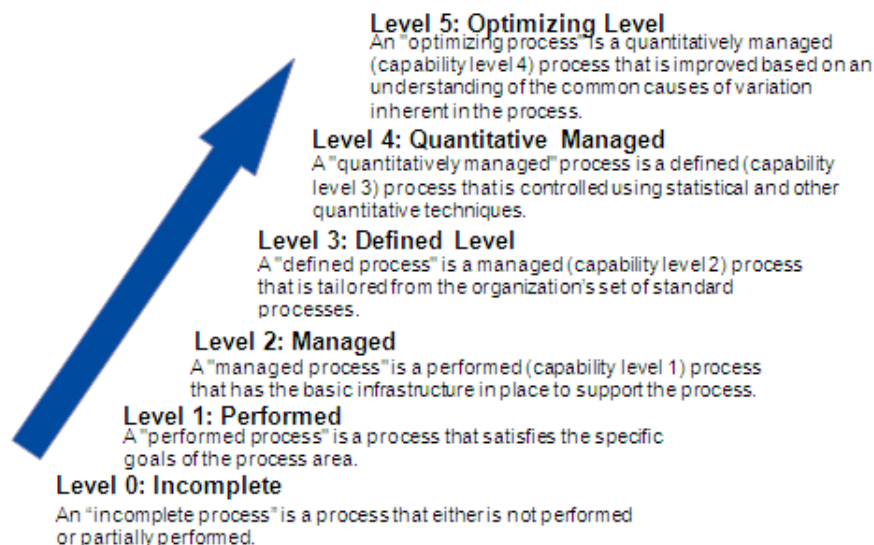 Level 5: Optimizing Level
An "optimizing process" is a quantitatively managed
(capability level 4) process that is improved based on an
understanding of the common causes of variation
inherent in the process.
Level 4: Quantitative Managed
A "quantitatively managed" process is a defined (capability
level 3) process that is controlled using statistical and other
quantitative techniques.
Level 3: Defined Level
A "defined process" is a managed (capability level 2) process
that is tailored from the organization's set of standard
processes.
Level 2: Managed
A "managed process" is a performed (capability level 1) process
that has the basic infrastructure in place to support the process.
Level 1: Performed
A "performed process" is a process that satisfies the specific
goals of the process area.
Level 0: Incomplete
An “incomplete process” is a process that either is not performed
or partially performed.